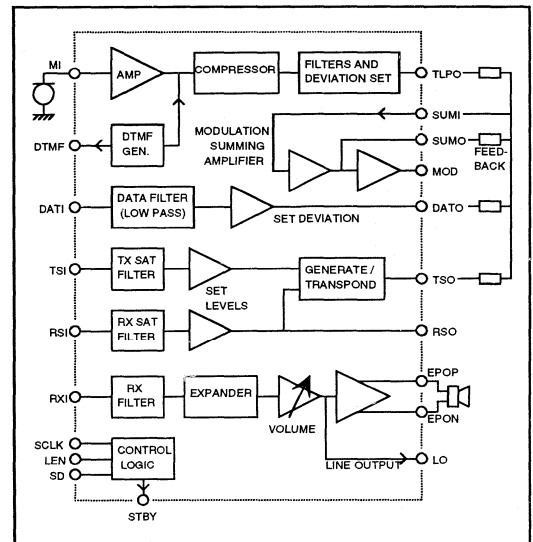 MI
AMP
COMPRESSOR
FILTERS AND
DEVIATION SET
TLPO
SUMI
DTMF
DTMF
GEN.
MODULATION
SUMMING
AMPLIFIER
SUMO
FEED-
BACK
MOD
DATI
DATA FILTER
(LOW PASS)
SET DEVIATION
DATO
TSI
TX SAT
FILTER
SET
LEVELS
GENERATE /
TRANSPOND
TSO
RSI
RX SAT
FILTER
RSO
RXI
RX
FILTER
EXPANDER
VOLUME
EPOP
EPON
SCLK
LEN
SD
CONTROL
LOGIC
LINE OUTPUT
LO
STBY